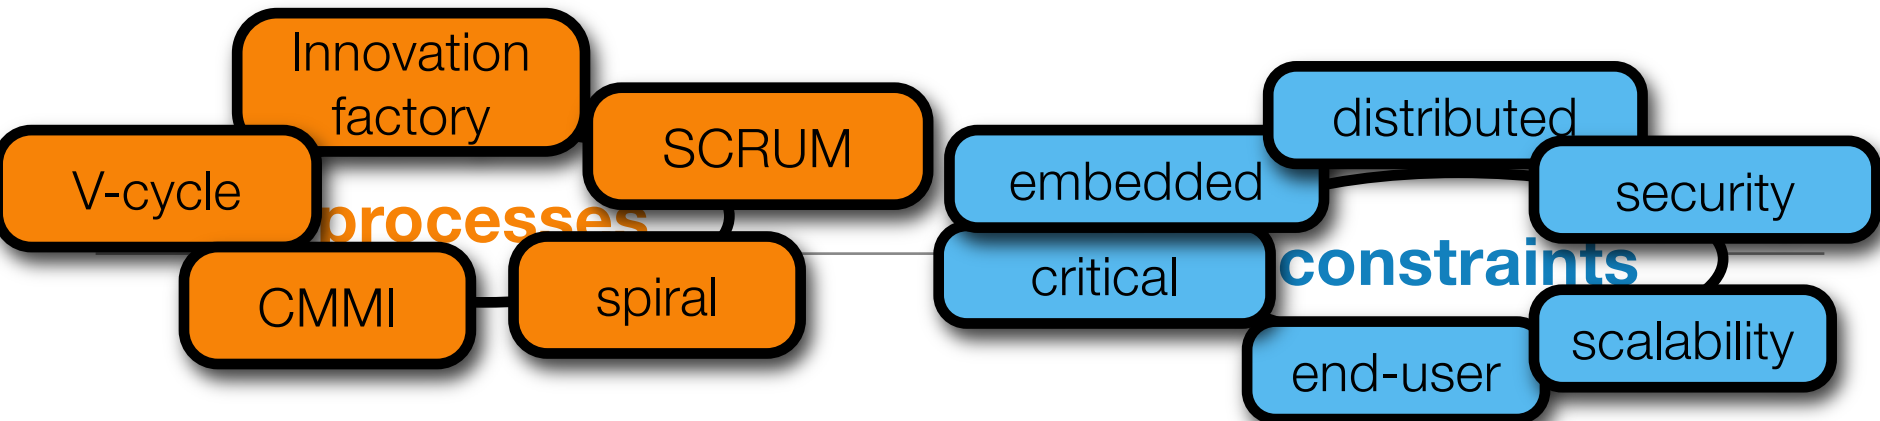 Innovation
factory
SCRUM
V-cycle
processes
CMMI
spiral
distributed
embedded
security
constraints
critical
scalability
end-user